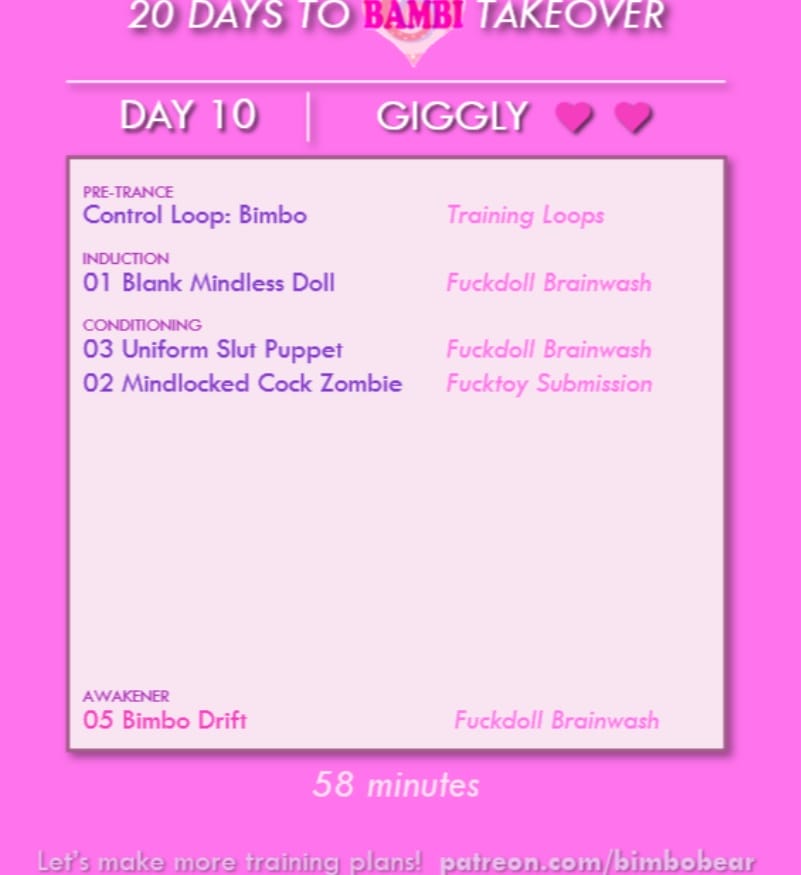 20 DAYS TO BAMBI TAKEOVER
DAY 10 | GIGGLY
PRE-TRANCE
Control Loop: Bimbo Training Loops
INDUCTION
01 Blank Mindless Doll Fuckdoll Brainwash
CONDITIONING
03 Uniform Slut Puppet Fuckdoll Brainwash
02 Mindlocked Cock Zombie Fucktoy Submission
AWAKENER
05 Bimbo Drift Fuckdoll Brainwash
58 minutes
Let's make more training plans! patreon.com/bimbobear